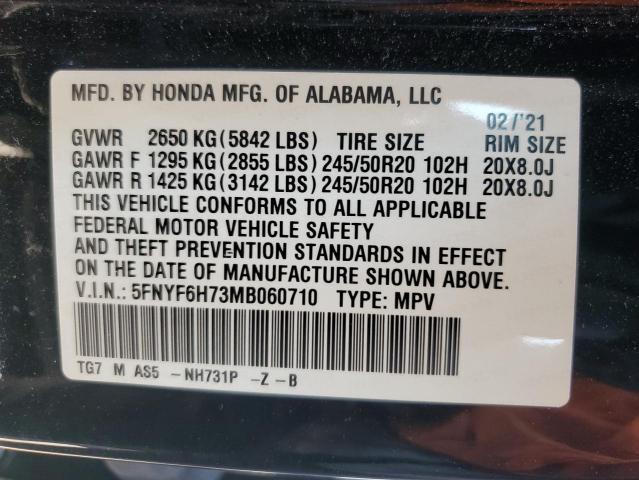 MFD. BY HONDA MFG. OF ALABAMA, LLC
02/'21
GVWR 2650 KG (5842 LBS) TIRE SIZE RIM SIZE
GAWR F 1295 KG (2855 LBS) 245/50R20 102H 20X8.0J
GAWR R 1425 KG (3142 LBS) 245/50R20 102H 20X8.0J
THIS VEHICLE CONFORMS TO ALL APPLICABLE
FEDERAL MOTOR VEHICLE SAFETY
AND THEFT PREVENTION STANDARDS IN EFFECT
ON THE DATE OF MANUFACTURE SHOWN ABOVE.
V.I.N.: 5FNYF6H73MB060710 TYPE: MPV
TG7 M AS5 -NH731P -Z -B